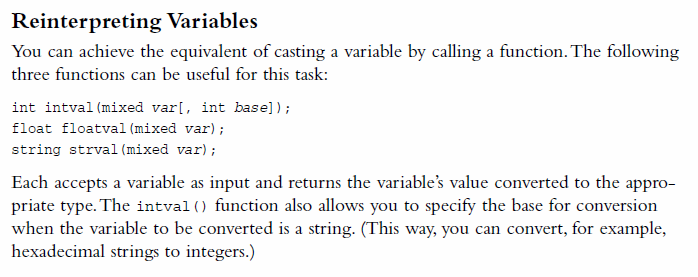 Reinterpreting Variables
You can achieve the equivalent of casting a variable by calling a function. The following
three functions can be useful for this task:
int intval(mixed var[, int base]);
float floatval(mixed var);
string strval(mixed var);
Each accepts a variable as input and returns the variable’s value converted to the appro-
priate type. The intval() function also allows you to specify the base for conversion
when the variable to be converted is a string. (This way, you can convert, for example,
hexadecimal strings to integers.)